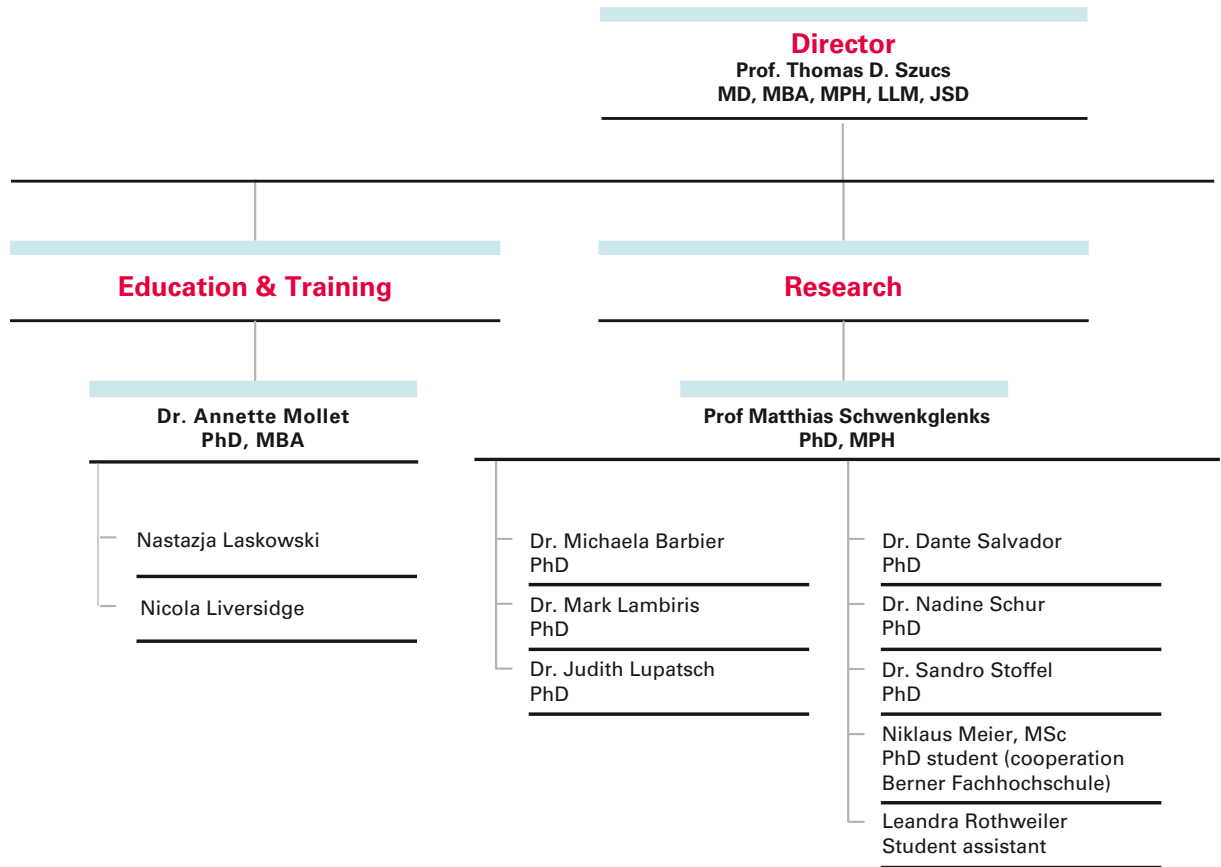 Director
Prof. Thomas D. Szucs
MD, MBA, MPH, LLM, JSD
Education & Training
Research
Dr. Annette Mollet
PhD, MBA
Prof Matthias Schwenkglenks
PhD, MPH
Nastazja Laskowski
Nicola Liversidge
Dr. Michaela Barbier
PhD
Dr. Mark Lambiris
PhD
Dr. Judith Lupatsch
PhD
Dr. Dante Salvador
PhD
Dr. Nadine Schur
PhD
Dr. Sandro Stoffel
PhD
Niklaus Meier, MSc
PhD student (cooperation
Berner Fachhochschule)
Leandra Rothweiler
Student assistant